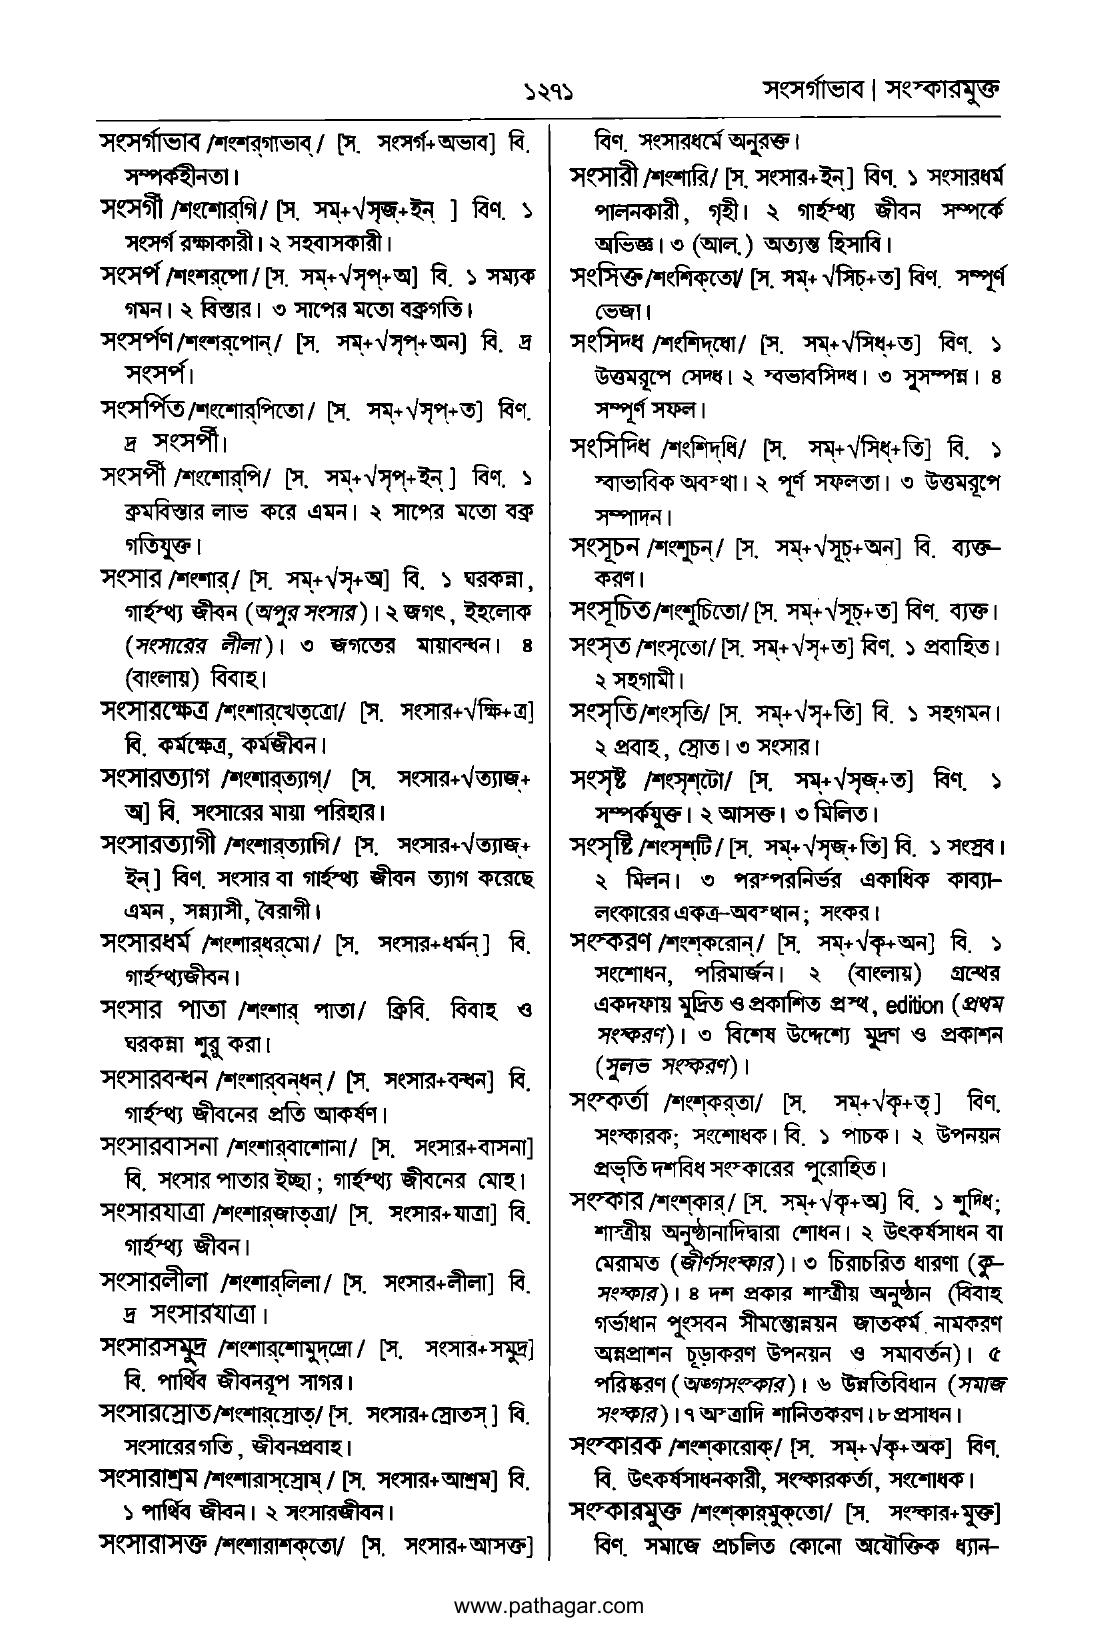 ১২৭১
সংসর্গাভাব | সংস্কারমুক্ত
সংসর্গাভাব /শংশর্‌গাভাব্‌/ [স. সংসর্গ+অভাব] বি.
সম্পর্কহীনতা।
সংসর্গী /শংশোর্‌গি/ [স. সম্‌+√সৃজ্‌+ইন্‌ ] বিণ. ১
সংসর্গ রক্ষাকারী। ২ সহবাসকারী।
সংসর্প /শংশর্‌পো/ [স. সম্‌+√সৃপ্‌+অ] বি. ১ সম্যক
গমন। ২ বিস্তার। ৩ সাপের মতো বক্রগতি।
সংসর্পণ /শংশর্‌পোন্‌/ [স. সম্‌+√সৃপ্‌+অন] বি. দ্র
সংসর্প।
সংসর্পিত /শংশোর্‌পিতো/ [স. সম্‌+√সৃপ্‌+ত] বিণ.
দ্র সংসর্পী।
সংসর্পী /শংশোর্‌পি/ [স. সম্‌+√সৃপ্‌+ইন্‌ ] বিণ. ১
ক্রমবিস্তার লাভ করে এমন। ২ সাপের মতো বক্র
গতিযুক্ত।
সংসার /শংশার্‌/ [স. সম্‌+√সৃ+অ] বি. ১ ঘরকন্না,
গার্হস্থ্য জীবন (অপুর সংসার)। ২ জগৎ, ইহলোক
(সংসারের লীলা)। ৩ জগতের মায়াবন্ধন। ৪
(বাংলায়) বিবাহ।
সংসারক্ষেত্র /শংশার্‌খেত্‌ত্রো/ [স. সংসার+√ক্ষি+ত্র]
বি. কর্মক্ষেত্র, কর্মজীবন।
সংসারত্যাগ /শংশার্‌ত্যাগ্‌/ [স. সংসার+√ত্যাজ্‌+
অ] বি. সংসারের মায়া পরিহার।
সংসারত্যাগী /শংশার্‌ত্যাগি/ [স. সংসার+√ত্যাজ্‌+
ইন্‌] বিণ. সংসার বা গার্হস্থ্য জীবন ত্যাগ করেছে
এমন, সন্ন্যাসী, বৈরাগী।
সংসারধর্ম /শংশার্‌ধর্‌মো/ [স. সংসার+ধর্মন্‌ ] বি.
গার্হস্থ্যজীবন।
সংসার পাতা /শংশার্‌ পাতা/ ক্রিবি. বিবাহ ও
ঘরকন্না শুরু করা।
সংসারবন্ধন /শংশার্‌বন্‌ধন্‌/ [স. সংসার+বন্ধন] বি.
গার্হস্থ্য জীবনের প্রতি আকর্ষণ।
সংসারবাসনা /শংশার্‌বাশোনা/ [স. সংসার+বাসনা]
বি. সংসার পাতার ইচ্ছা; গার্হস্থ্য জীবনের মোহ।
সংসারযাত্রা /শংশার্‌জাত্‌ত্রা/ [স. সংসার+যাত্রা] বি.
গার্হস্থ্য জীবন।
সংসারলীলা /শংশার্‌লিলা/ [স. সংসার+লীলা] বি.
দ্র সংসারযাত্রা।
সংসারসমুদ্র /শংশার্‌শোমুদ্‌দ্রো/ [স. সংসার+সমুদ্র]
বি. পার্থিব জীবনরূপ সাগর।
সংসারস্রোত /শংশার্‌স্রোত্‌/ [স. সংসার+স্রোতস্‌ ] বি.
সংসারের গতি, জীবনপ্রবাহ।
সংসারাশ্রম /শংশারাস্‌স্রোম্‌ / [স. সংসার+আশ্রম] বি.
১ পার্থিব জীবন। ২ সংসারজীবন।
সংসারাসক্ত /শংশারাশক্‌তো/ [স. সংসার+আসক্ত]
বিণ. সংসারধর্মে অনুরক্ত।
সংসারী /শংশারি/ [স. সংসার+ইন্‌ ] বিণ. ১ সংসারধর্ম
পালনকারী, গৃহী। ২ গার্হস্থ্য জীবন সম্পর্কে
অভিজ্ঞ। ৩ (আল.) অত্যন্ত হিসাবি।
সংসিক্ত /শংশিক্‌তো/ [স. সম্‌+ √সিচ্‌+ত] বিণ. সম্পূর্ণ
ভেজা।
সংসিদ্ধ /শংশিদ্‌ধো/ [স. সম্‌+√সিধ্‌+ত] বিণ. ১
উত্তমরূপে সেদ্ধ। ২ স্বভাবসিদ্ধ। ৩ সুসম্পন্ন। ৪
সম্পূর্ণ সফল।
সংসিদ্ধি /শংশিদ্‌ধি/ [স. সম্‌+√সিধ্‌+তি] বি. ১
স্বাভাবিক অবস্থা। ২ পূর্ণ সফলতা। ৩ উত্তমরূপে
সম্পাদন।
সংসূচন /শংশুচন্‌/ [স. সম্‌+√সূচ্‌+অন] বি. ব্যক্ত–
করণ।
সংসূচিত /শংশুচিতো/ [স. সম্‌+√সূচ্‌+ত] বিণ. ব্যক্ত।
সংসৃত /শংসৃতো/ [স. সম্‌+√সৃ+ত] বিণ. ১ প্রবাহিত।
২ সহগামী।
সংসৃতি /শংসৃতি/ [স. সম্‌+√সৃ+তি] বি. ১ সহগমন।
২ প্রবাহ, স্রোত। ৩ সংসার।
সংসৃষ্ট /শংসৃশ্‌টো/ [স. সম্‌+√সৃজ্‌+ত] বিণ. ১
সম্পর্কযুক্ত। ২ আসক্ত। ৩ মিলিত।
সংসৃষ্টি /শংসৃশ্‌টি/ [স. সম্‌+√সৃজ্‌+তি] বি. ১ সংস্রব।
২ মিলন। ৩ পরস্পরনির্ভর একাধিক কাব্যা–
লংকারের একত্র–অবস্থান; সংকর।
সংস্করণ /শংশ্‌করোন্‌/ [স. সম্‌+√কৃ+অন] বি. ১
সংশোধন, পরিমার্জন। ২ (বাংলায়) গ্রন্থের
একদফায় মুদ্রিত ও প্রকাশিত প্রস্থ, edition (প্রথম
সংস্করণ)। ৩ বিশেষ উদ্দেশ্যে মুদ্রণ ও প্রকাশন
(সুলভ সংস্করণ)।
সংস্কর্তা /শংশ্‌কর্‌তা/ [স. সম্‌+√কৃ+তৃ] বিণ.
সংস্কারক; সংশোধক। বি. ১ পাচক। ২ উপনয়ন
প্রভৃতি দশবিধ সংস্কারের পুরোহিত।
সংস্কার /শংশ্‌কার্‌/ [স. সম্‌+√কৃ+অ] বি. ১ শুদ্ধি;
শাস্ত্রীয় অনুষ্ঠানাদিদ্বারা শোধন। ২ উৎকর্ষসাধন বা
মেরামত (জীর্ণসংস্কার)। ৩ চিরাচরিত ধারণা (কু–
সংস্কার)। ৪ দশ প্রকার শাস্ত্রীয় অনুষ্ঠান (বিবাহ
গর্ভাধান পুংসবন সীমন্তোন্নয়ন জাতকর্ম নামকরণ
অন্নপ্রাশন চূড়াকরণ উপনয়ন ও সমাবর্তন)। ৫
পরিষ্করণ (অঙ্গসংস্কার)। ৬ উন্নতিবিধান (সমাজ
সংস্কার)। ৭ অস্ত্রাদি শানিতকরণ। ৮ প্রসাধন।
সংস্কারক /শংশ্‌কারোক্‌/ [স. সম্‌+√কৃ+অক] বিণ.
বি. উৎকর্ষসাধনকারী, সংস্কারকর্তা, সংশোধক।
সংস্কারমুক্ত /শংশ্‌কার্‌মুক্‌তো/ [স. সংস্কার+মুক্ত]
বিণ. সমাজে প্রচলিত কোনো অযৌক্তিক ধ্যান–
www.pathagar.com